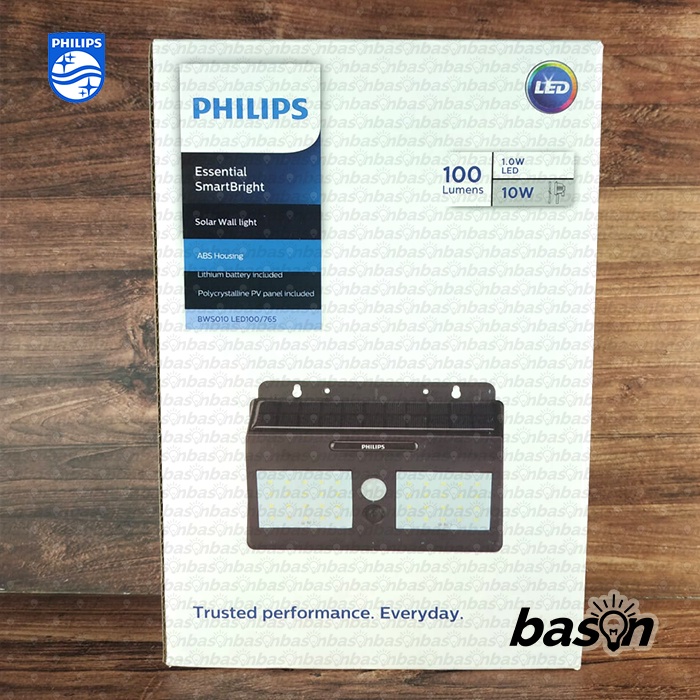 PHILIPS
PHILIPS
LED
Essential
SmartBright
Solar Wall light
ABS Housing
Lithium battery included
Polycrystalline PV panel included
BWS010 LED100/765
100
Lumens
1.0W
LED
10W
PHILIPS
Trusted performance. Everyday.
bason